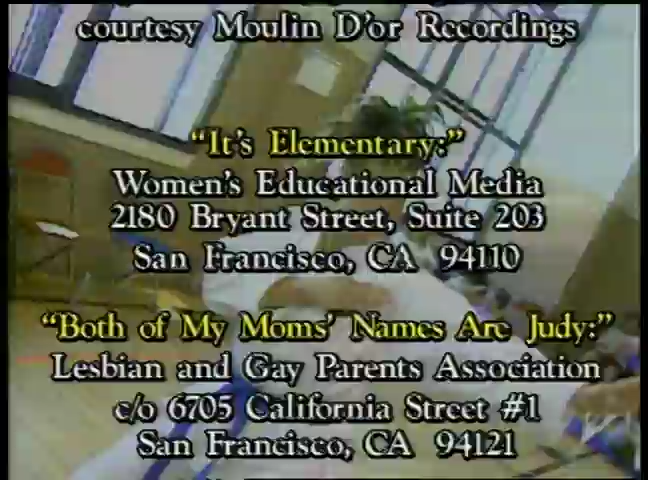 courtesy Moulin D'or Recordings
"It's Elementary:"
Women's Educational Media
2180 Bryant Street, Suite 203
San Francisco, CA 94110
"Both of My Moms' Names Are Judy:"
Lesbian and Gay Parents Association
c/o 6705 California Street #1
San Francisco, CA 94121